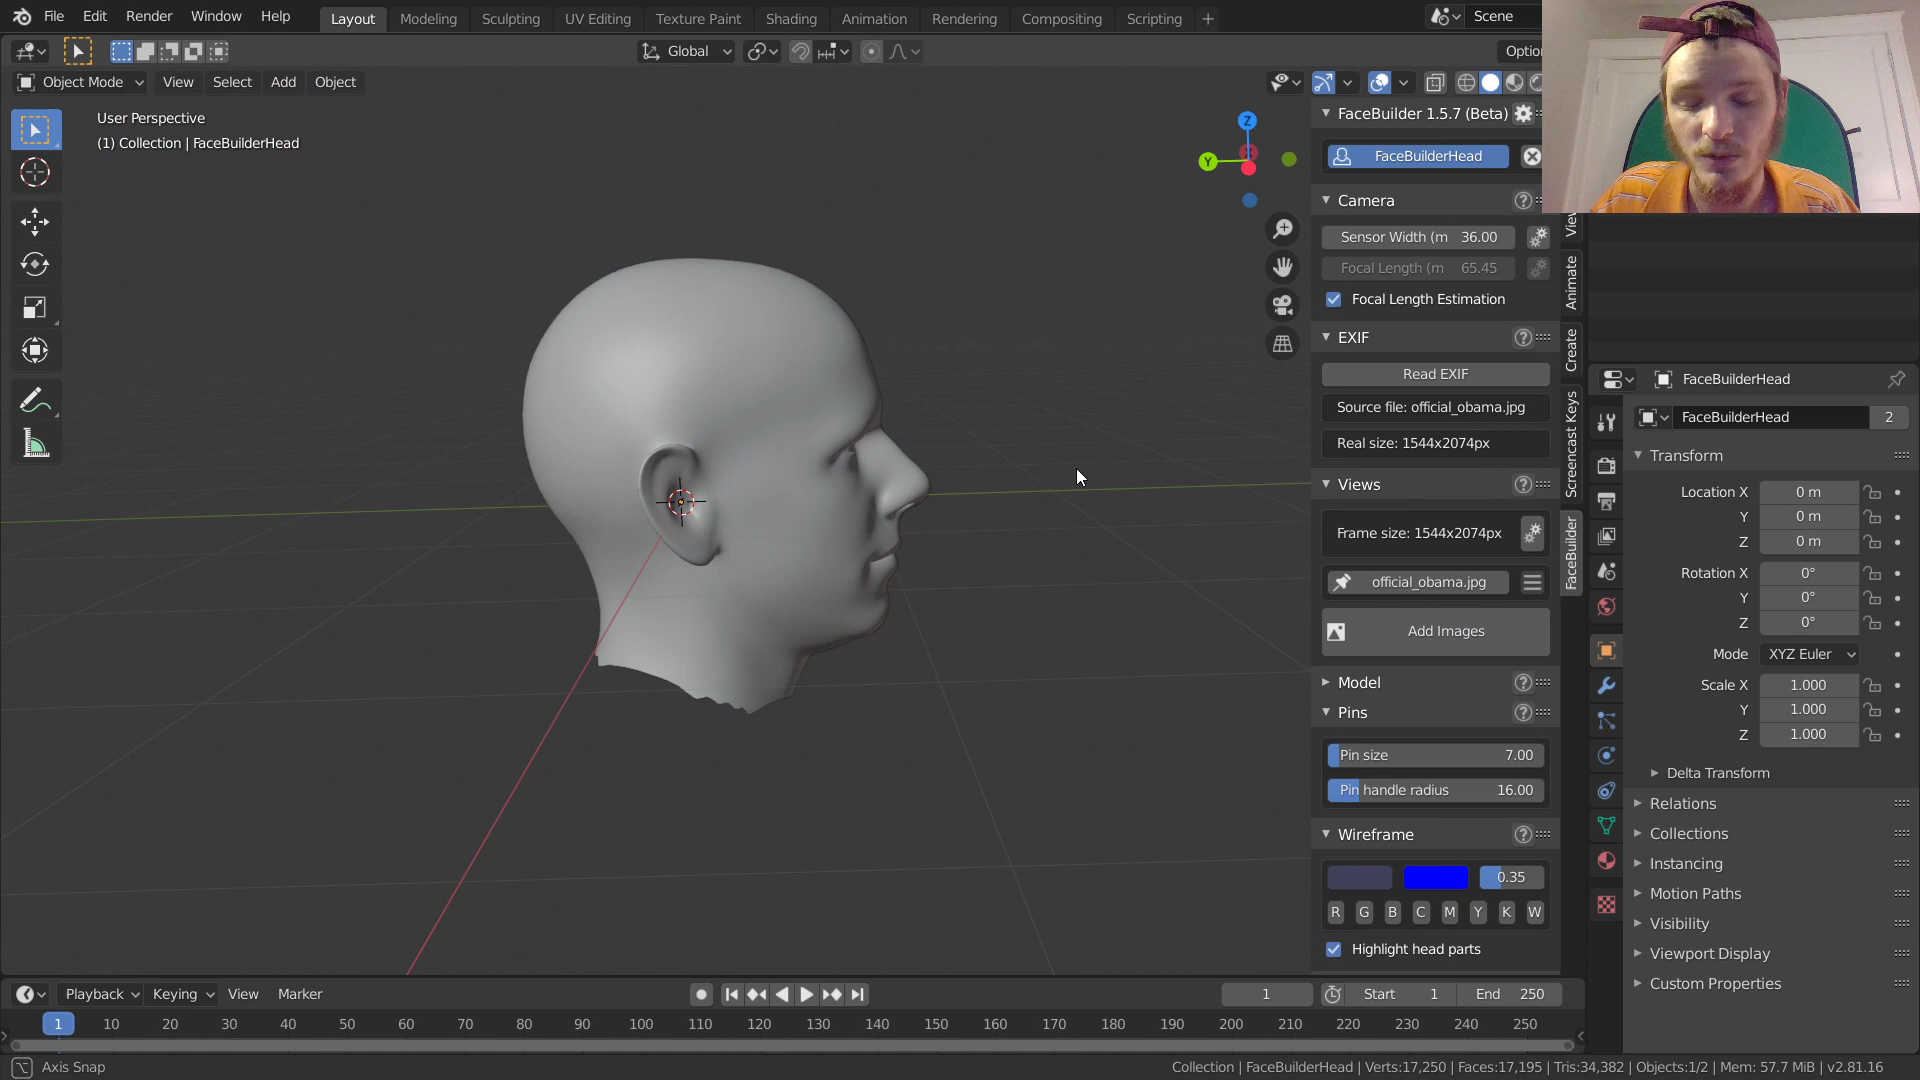 File Edit Render Window Help Layout Modeling Sculpting UV Editing Texture Paint Shading Animation Rendering Compositing Scripting + Scene
Global Optio
Object Mode View Select Add Object
User Perspective
(1) Collection | FaceBuilderHead
Z
Y
FaceBuilder 1.5.7 (Beta)
FaceBuilderHead
Camera
Sensor Width (m 36.00
Focal Length (m 65.45
Focal Length Estimation
EXIF
Read EXIF
Source file: official_obama.jpg
Real size: 1544x2074px
Views
Frame size: 1544x2074px
official_obama.jpg
Add Images
Model
Pins
Pin size 7.00
Pin handle radius 16.00
Wireframe
0.35
R G B C M Y K W
Highlight head parts
Animate
Create
Screencast Keys
FaceBuilder
FaceBuilderHead
FaceBuilderHead 2
Transform
Location X 0 m
Y 0 m
Z 0 m
Rotation X 0°
Y 0°
Z 0°
Mode XYZ Euler
Scale X 1.000
Y 1.000
Z 1.000
Delta Transform
Relations
Collections
Instancing
Motion Paths
Visibility
Viewport Display
Custom Properties
Playback Keying View Marker 1 Start 1 End 250
1 10 20 30 40 50 60 70 80 90 100 110 120 130 140 150 160 170 180 190 200 210 220 230 240 250
Axis Snap
Collection | FaceBuilderHead | Verts:17,250 | Faces:17,195 | Tris:34,382 | Objects:1/2 | Mem: 57.7 MiB | v2.81.16